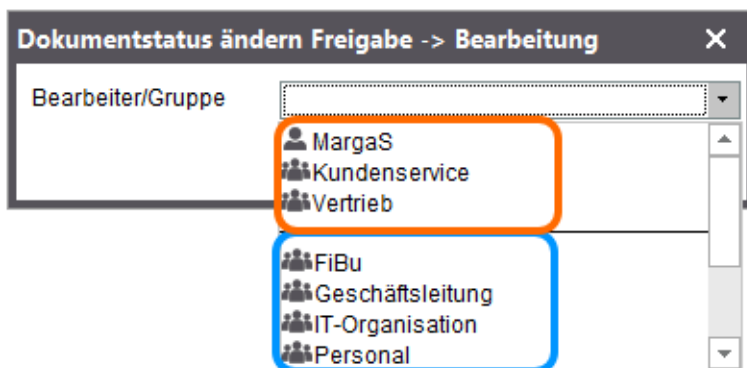 Dokumentstatus ändern Freigabe -> Bearbeitung
Bearbeiter/Gruppe
MargaS
Kundenservice
Vertrieb
FiBu
Geschäftsleitung
IT-Organisation
Personal